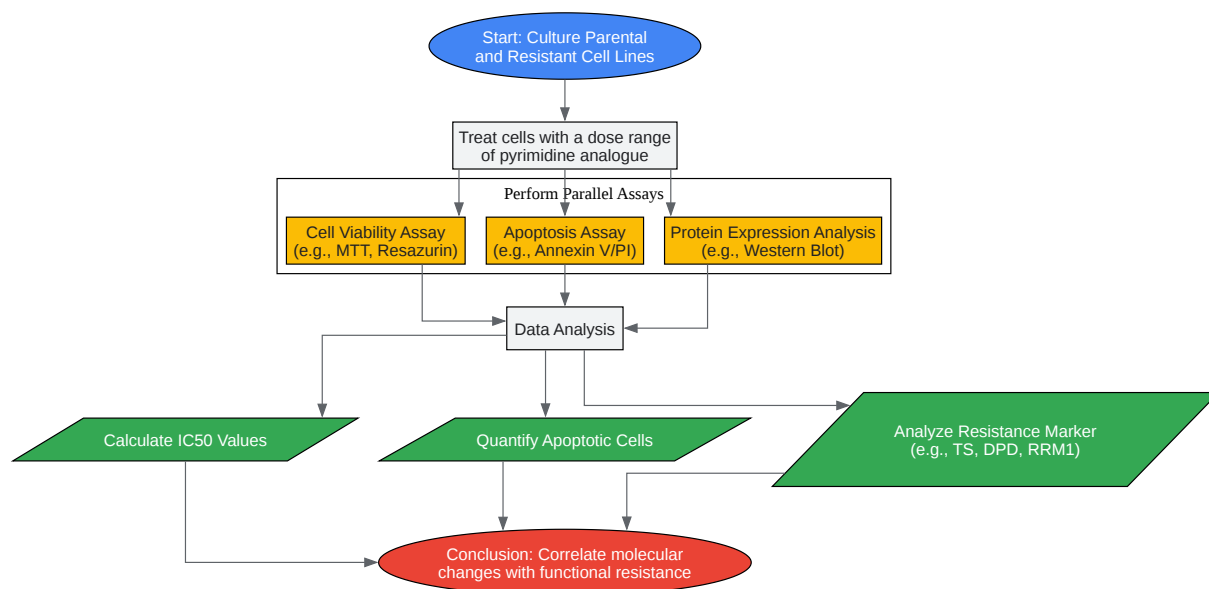 Start: Culture Parental
and Resistant Cell Lines
Treat cells with a dose range
of pyrimidine analogue
Perform Parallel Assays
Cell Viability Assay
(e.g., MTT, Resazurin)
Apoptosis Assay
(e.g., Annexin V/PI)
Protein Expression Analysis
(e.g., Western Blot)
Data Analysis
Calculate IC50 Values
Quantify Apoptotic Cells
Analyze Resistance Marker
(e.g., TS, DPD, RRM1)
Conclusion: Correlate molecular
changes with functional resistance